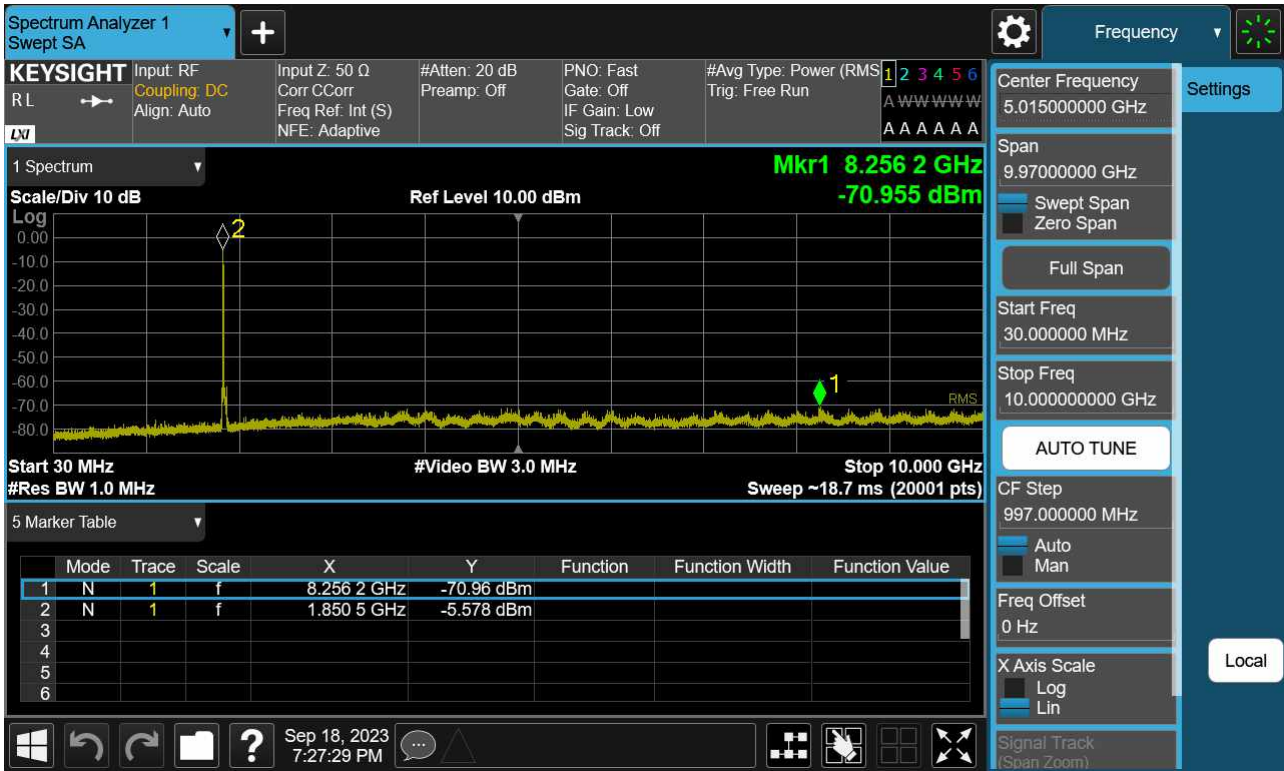 Spectrum Analyzer 1
Swept SA
Frequency
KEYSIGHT
R L
LXI
Input: RF
Coupling: DC
Align: Auto
Input Z: 50 Ω
Corr CCorr
Freq Ref: Int (S)
NFE: Adaptive
#Atten: 20 dB
Preamp: Off
PNO: Fast
Gate: Off
IF Gain: Low
Sig Track: Off
#Avg Type: Power (RMS
Trig: Free Run
1 2 3 4 5 6
A W W W W W
A A A A A A
1 Spectrum
Mkr1 8.256 2 GHz
-70.955 dBm
Scale/Div 10 dB
Ref Level 10.00 dBm
Log
0.00
-10.0
-20.0
-30.0
-40.0
-50.0
-60.0
-70.0
-80.0
2
1
RMS
Start 30 MHz
#Video BW 3.0 MHz
Stop 10.000 GHz
#Res BW 1.0 MHz
Sweep ~18.7 ms (20001 pts)
5 Marker Table
Mode Trace Scale X Y Function Function Width Function Value
1 N 1 f 8.256 2 GHz -70.96 dBm
2 N 1 f 1.850 5 GHz -5.578 dBm
3
4
5
6
Sep 18, 2023
7:27:29 PM
Center Frequency
5.015000000 GHz
Span
9.97000000 GHz
Swept Span
Zero Span
Full Span
Start Freq
30.000000 MHz
Stop Freq
10.000000000 GHz
AUTO TUNE
CF Step
997.000000 MHz
Auto
Man
Freq Offset
0 Hz
X Axis Scale
Log
Lin
Signal Track
(Span Zoom)
Settings
Local